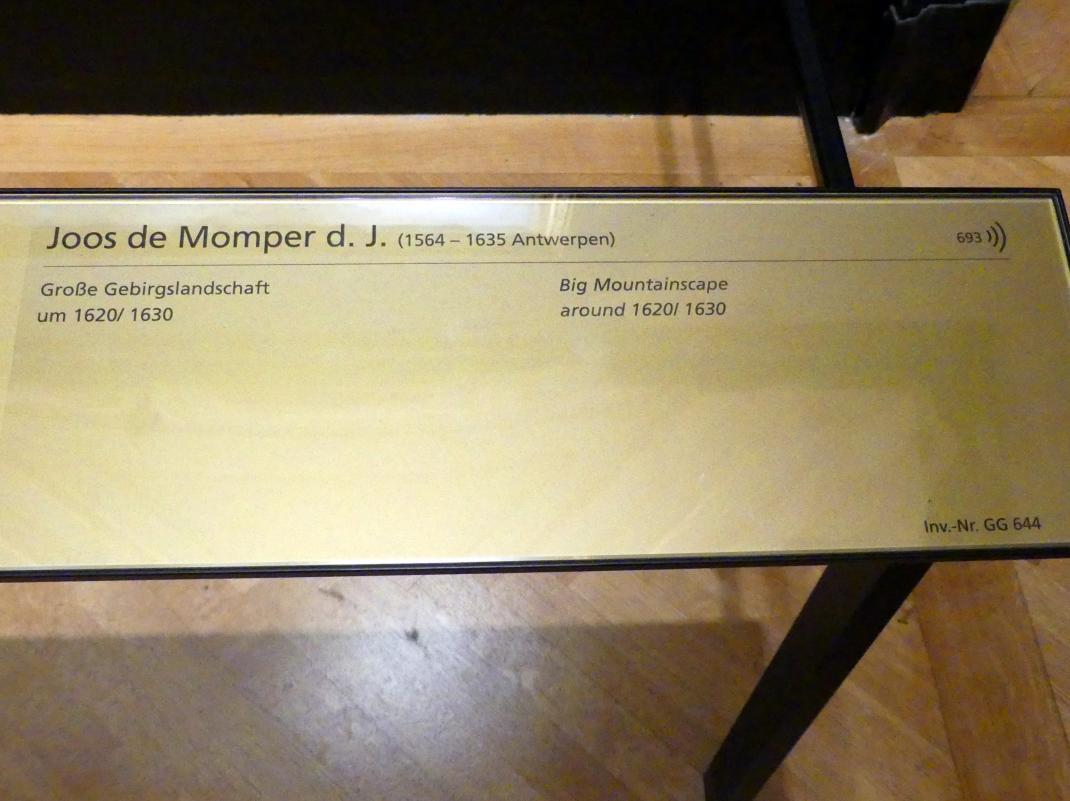 Joos de Momper d. J. (1564 – 1635 Antwerpen) 693
Große Gebirgslandschaft
um 1620/ 1630
Big Mountainscape
around 1620/ 1630
Inv.-Nr. GG 644